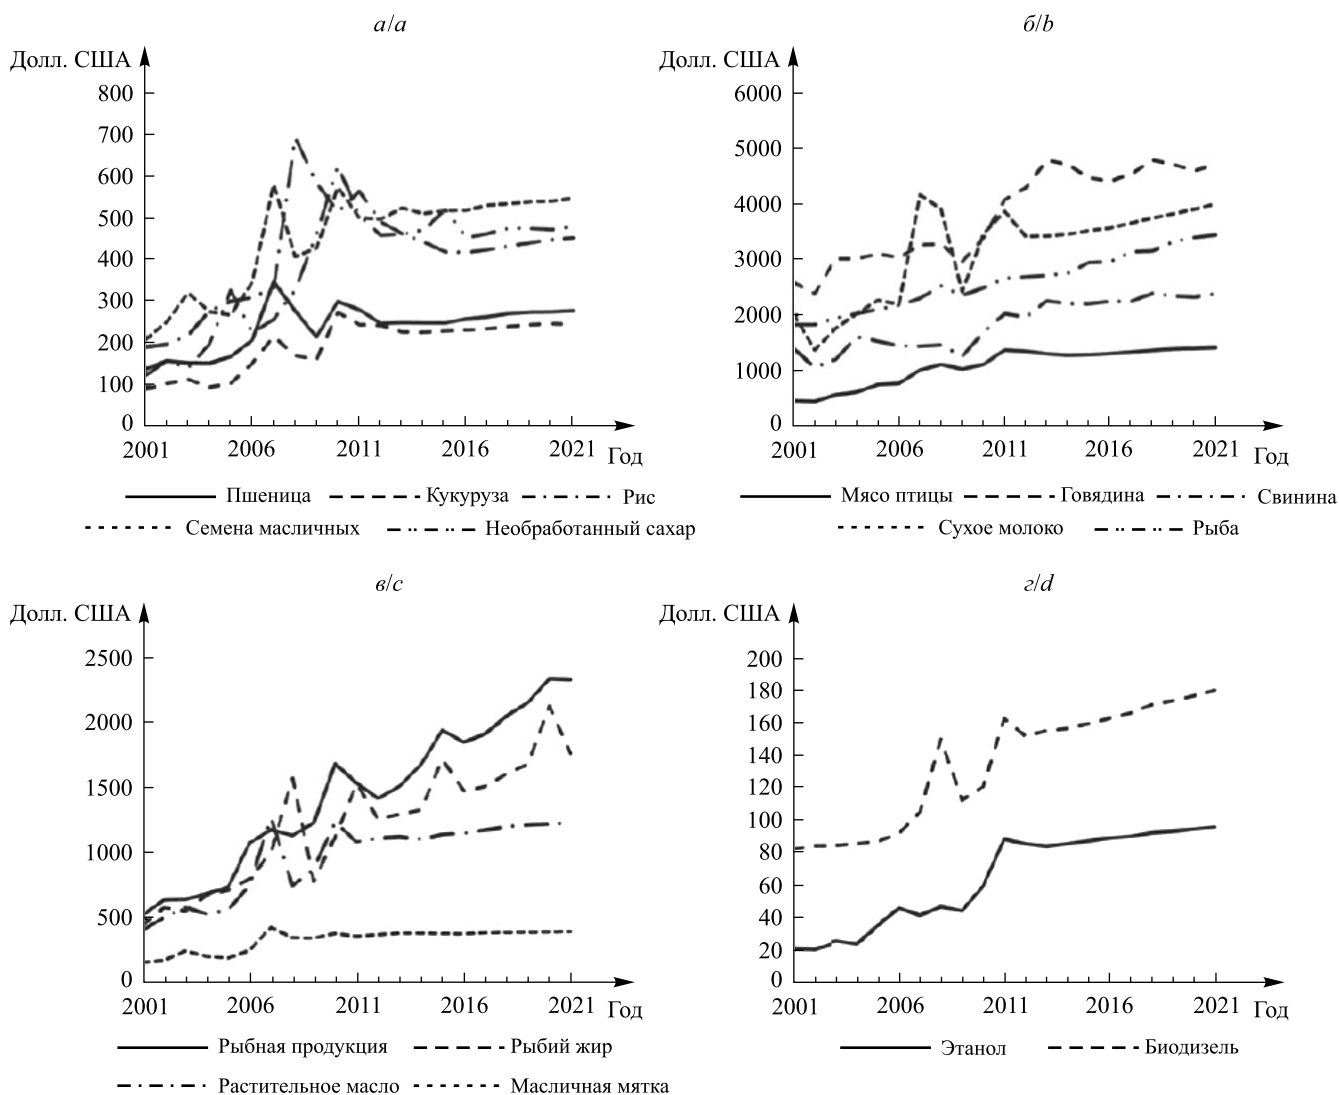 а/a
Долл. США
800
700
600
500
400
300
200
100
0
2001 2006 2011 2016 2021 Год
Пшеница Кукуруза Рис
Семена масличных Необработанный сахар
б/b
Долл. США
6000
5000
4000
3000
2000
1000
0
2001 2006 2011 2016 2021 Год
Мясо птицы Говядина Свинина
Сухое молоко Рыба
в/c
Долл. США
2500
2000
1500
1000
500
0
2001 2006 2011 2016 2021 Год
Рыбная продукция Рыбий жир
Растительное масло Масличная мятка
г/d
Долл. США
200
180
160
140
120
100
80
60
40
20
0
2001 2006 2011 2016 2021 Год
Этанол Биодизель